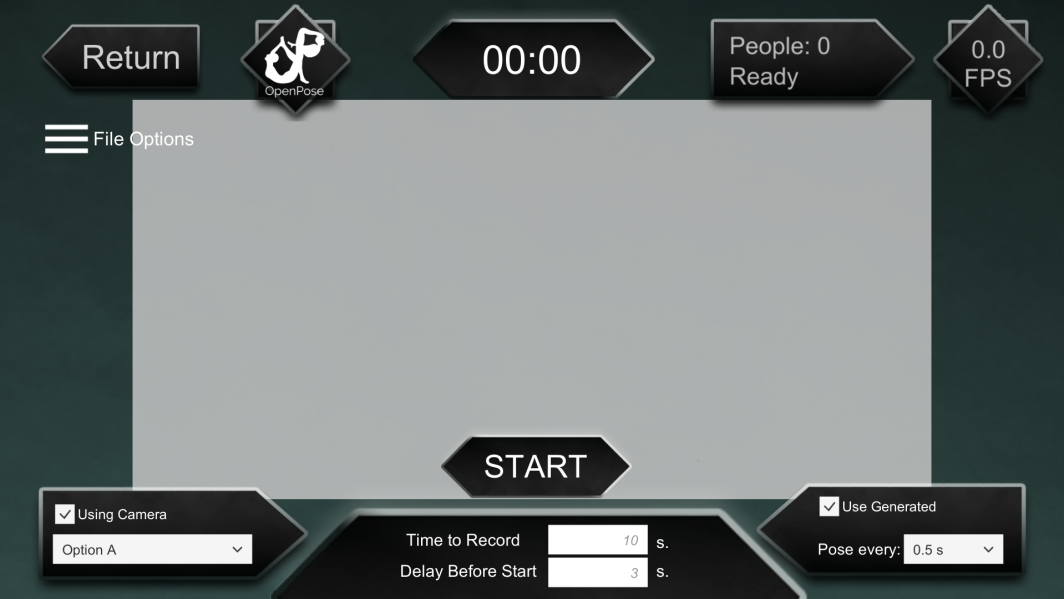 Return
OpenPose
00:00
People: 0
Ready
0.0
FPS
File Options
START
Using Camera
Option A
Time to Record 10 s.
Delay Before Start 3 s.
Use Generated
Pose every: 0.5 s